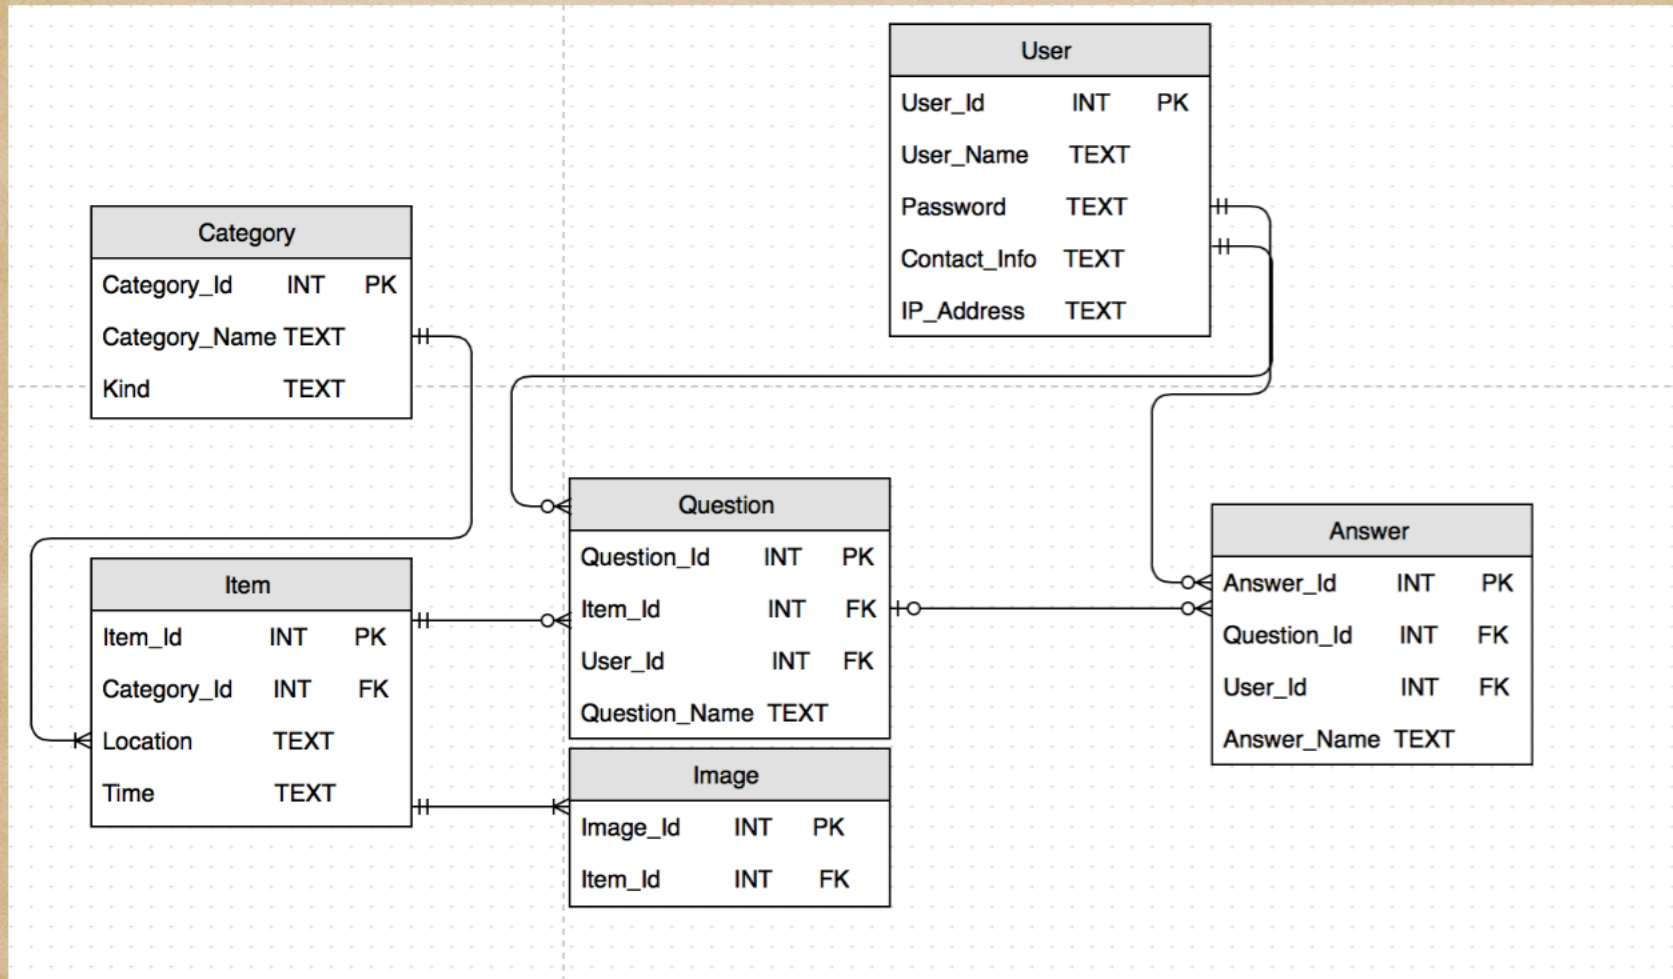 User
User_Id INT PK
User_Name TEXT
Password TEXT
Contact_Info TEXT
IP_Address TEXT
Category
Category_Id INT PK
Category_Name TEXT
Kind TEXT
Item
Item_Id INT PK
Category_Id INT FK
Location TEXT
Time TEXT
Question
Question_Id INT PK
Item_Id INT FK
User_Id INT FK
Question_Name TEXT
Image
Image_Id INT PK
Item_Id INT FK
Answer
Answer_Id INT PK
Question_Id INT FK
User_Id INT FK
Answer_Name TEXT